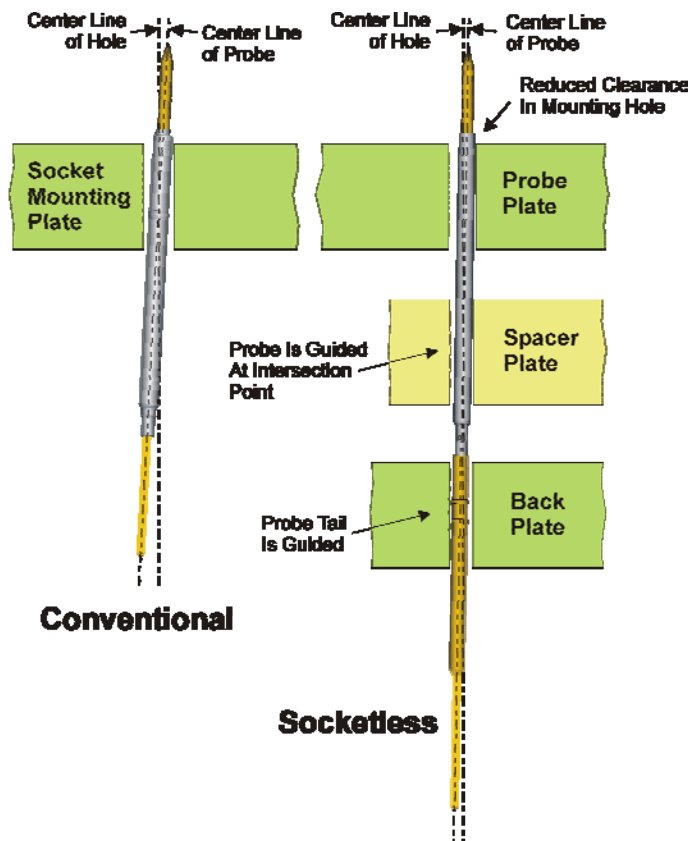 Center Line
of Hole
Center Line
of Probe
Center Line
of Hole
Center Line
of Probe
Reduced Clearance
In Mounting Hole
Socket
Mounting
Plate
Probe
Plate
Probe Is Guided
At Intersection
Point
Spacer
Plate
Probe Tail
Is Guided
Back
Plate
Conventional
Socketless